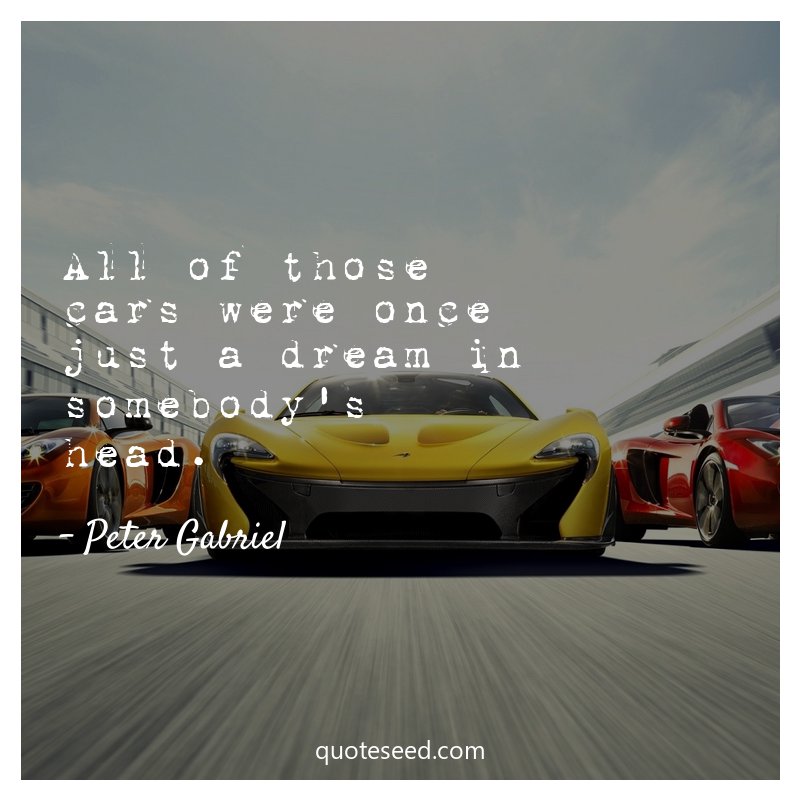 All of those
cars were once
just a dream in
somebody's
head.
- Peter Gabriel
quoteseed.com